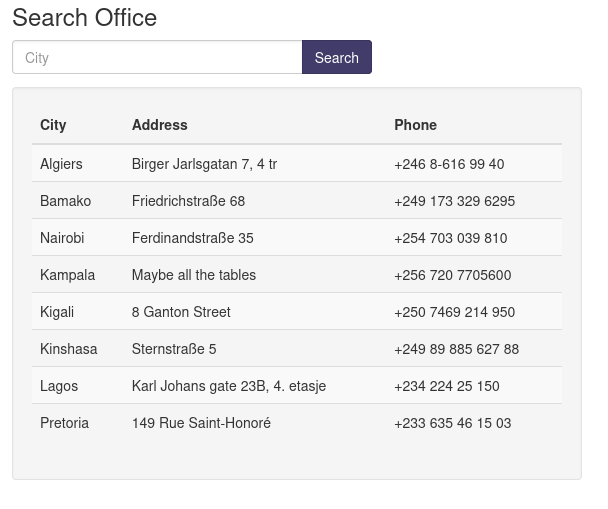 Search Office
City Search
City Address Phone
Algiers Birger Jarlsgatan 7, 4 tr +246 8-616 99 40
Bamako Friedrichstraße 68 +249 173 329 6295
Nairobi Ferdinandstraße 35 +254 703 039 810
Kampala Maybe all the tables +256 720 7705600
Kigali 8 Ganton Street +250 7469 214 950
Kinshasa Sternstraße 5 +249 89 885 627 88
Lagos Karl Johans gate 23B, 4. etasje +234 224 25 150
Pretoria 149 Rue Saint-Honoré +233 635 46 15 03